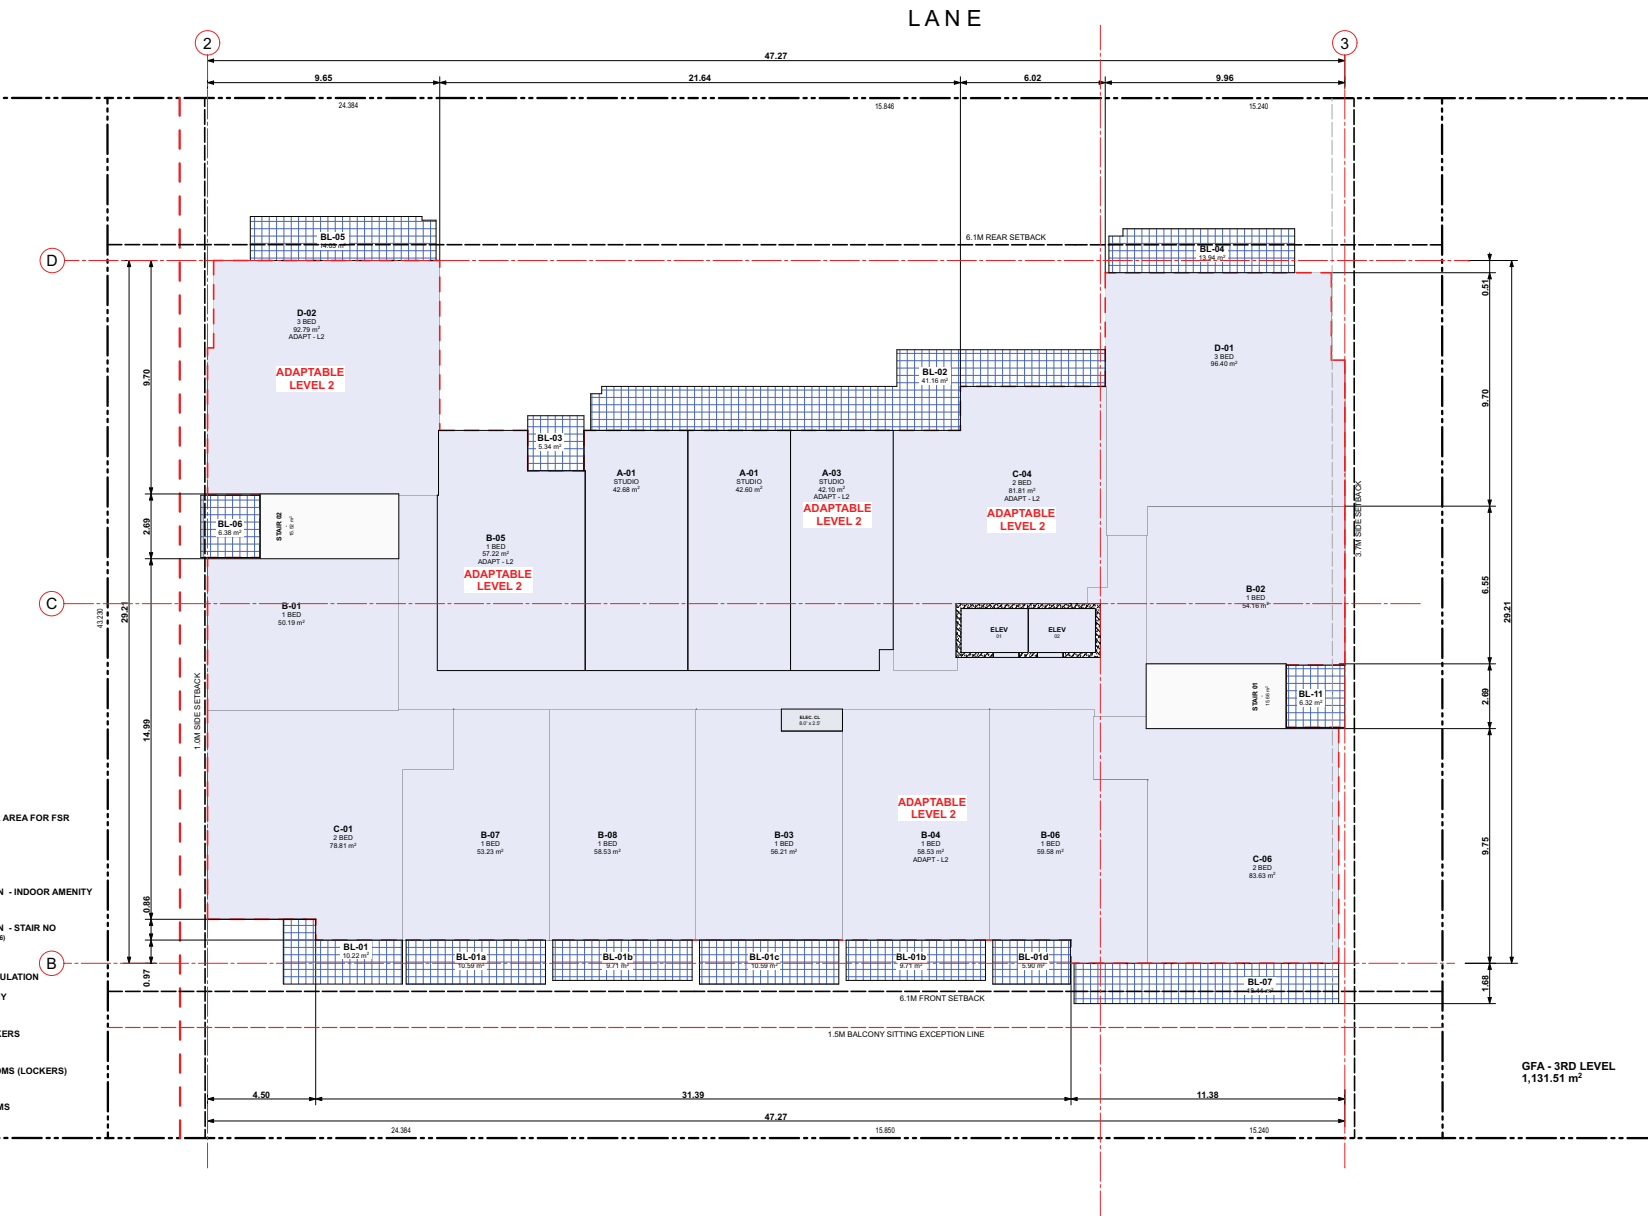 LANE
2
3
47.27
9.65
21.64
6.02
9.96
24.384
15.846
15.240
BL-05
6.1M REAR SETBACK
BL-04
13.94 m²
D
0.51
D-02
3 BED
92.79 m²
ADAPT - L2
ADAPTABLE
LEVEL 2
D-01
3 BED
96.40 m²
BL-02
41.16 m²
9.70
9.70
BL-03
5.34 m²
A-01
STUDIO
42.68 m²
A-01
STUDIO
42.60 m²
A-03
STUDIO
42.10 m²
ADAPT - L2
ADAPTABLE
LEVEL 2
C-04
2 BED
81.81 m²
ADAPT - L2
ADAPTABLE
LEVEL 2
3.7M SIDE SETBACK
BL-06
6.38 m²
STAIR 02
2.69
B-05
1 BED
57.22 m²
ADAPT - L2
ADAPTABLE
LEVEL 2
6.55
C
B-01
1 BED
50.19 m²
B-02
1 BED
54.16 m²
43.230
29.21
29.21
ELEV
01
ELEV
02
1.0M SIDE SETBACK
14.99
STAIR 01
BL-11
6.32 m²
2.69
ELEC. CL
AREA FOR FSR
ADAPTABLE
LEVEL 2
C-01
2 BED
78.81 m²
B-07
1 BED
53.23 m²
B-08
1 BED
58.53 m²
B-03
1 BED
56.21 m²
B-04
1 BED
58.53 m²
ADAPT - L2
B-06
1 BED
59.58 m²
C-06
2 BED
83.63 m²
9.75
N - INDOOR AMENITY
0.86
N - STAIR NO
BL-01
10.22 m²
BL-01a
10.59 m²
BL-01b
9.71 m²
BL-01c
10.59 m²
BL-01b
9.71 m²
BL-01d
5.90 m²
B
0.97
BL-07
1.68
ULATION
Y
6.1M FRONT SETBACK
KERS
1.5M BALCONY SITTING EXCEPTION LINE
OMS (LOCKERS)
GFA - 3RD LEVEL
1,131.51 m²
4.50
31.39
11.38
MS
47.27
24.384
15.850
15.240